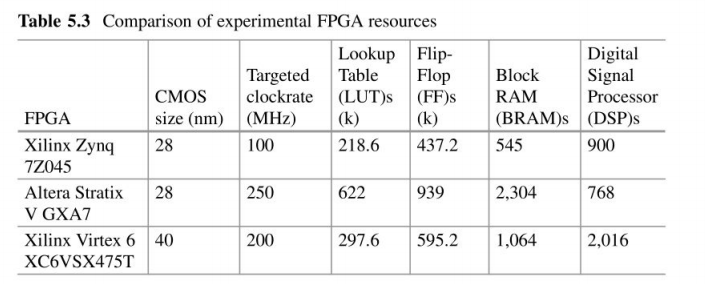 Table 5.3 Comparison of experimental FPGA resources
FPGA
CMOS
size (nm)
Targeted
clockrate
(MHz)
Lookup
Table
(LUT)s
(k)
Flip-
Flop
(FF)s
(k)
Block
RAM
(BRAM)s
Digital
Signal
Processor
(DSP)s
Xilinx Zynq 28 100 218.6 437.2 545 900
7Z045
Altera Stratix 28 250 622 939 2,304 768
V GXA7
Xilinx Virtex 6 40 200 297.6 595.2 1,064 2,016
XC6VSX475T